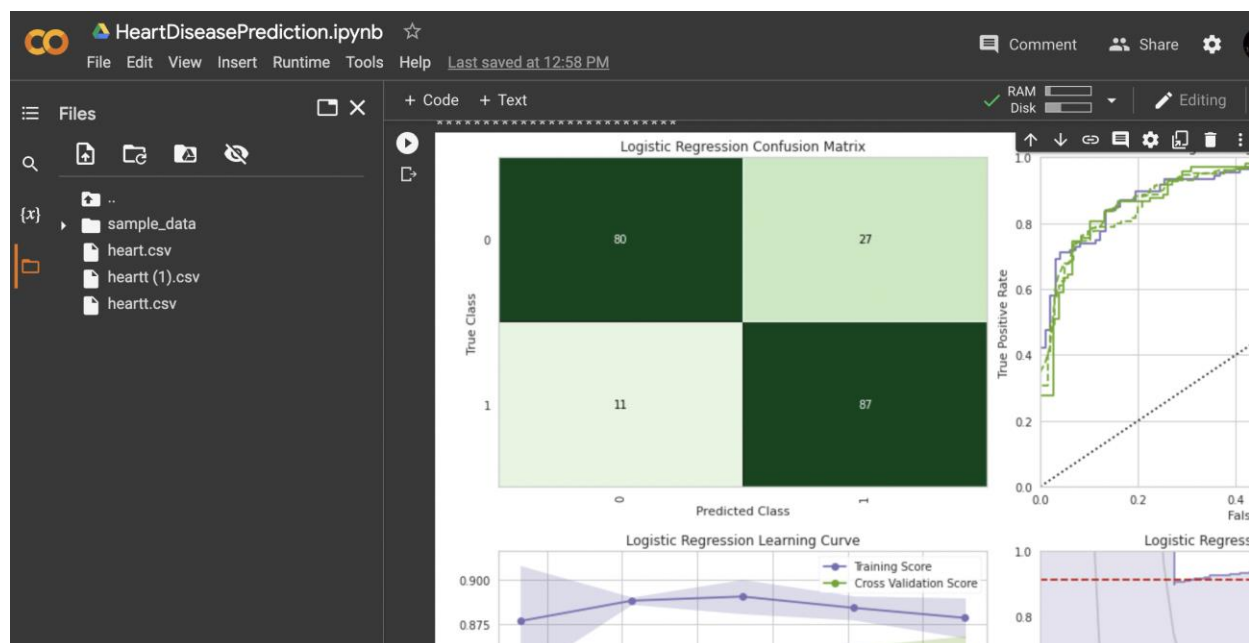 HeartDiseasePrediction.ipynb
File Edit View Insert Runtime Tools Help Last saved at 12:58 PM
Comment Share
Files
+ Code + Text
RAM
Disk
Editing
**************************
{x}
..
sample_data
heart.csv
heartt (1).csv
heartt.csv
Logistic Regression Confusion Matrix
True Class
0
80 27
1
11 87
0 1
Predicted Class
1.0
0.8
0.6
0.4
0.2
0.0
True Positive Rate
0.0 0.2 0.4
Fals
Logistic Regression Learning Curve
Training Score
Cross Validation Score
0.900
0.875
Logistic Regress
1.0
0.8